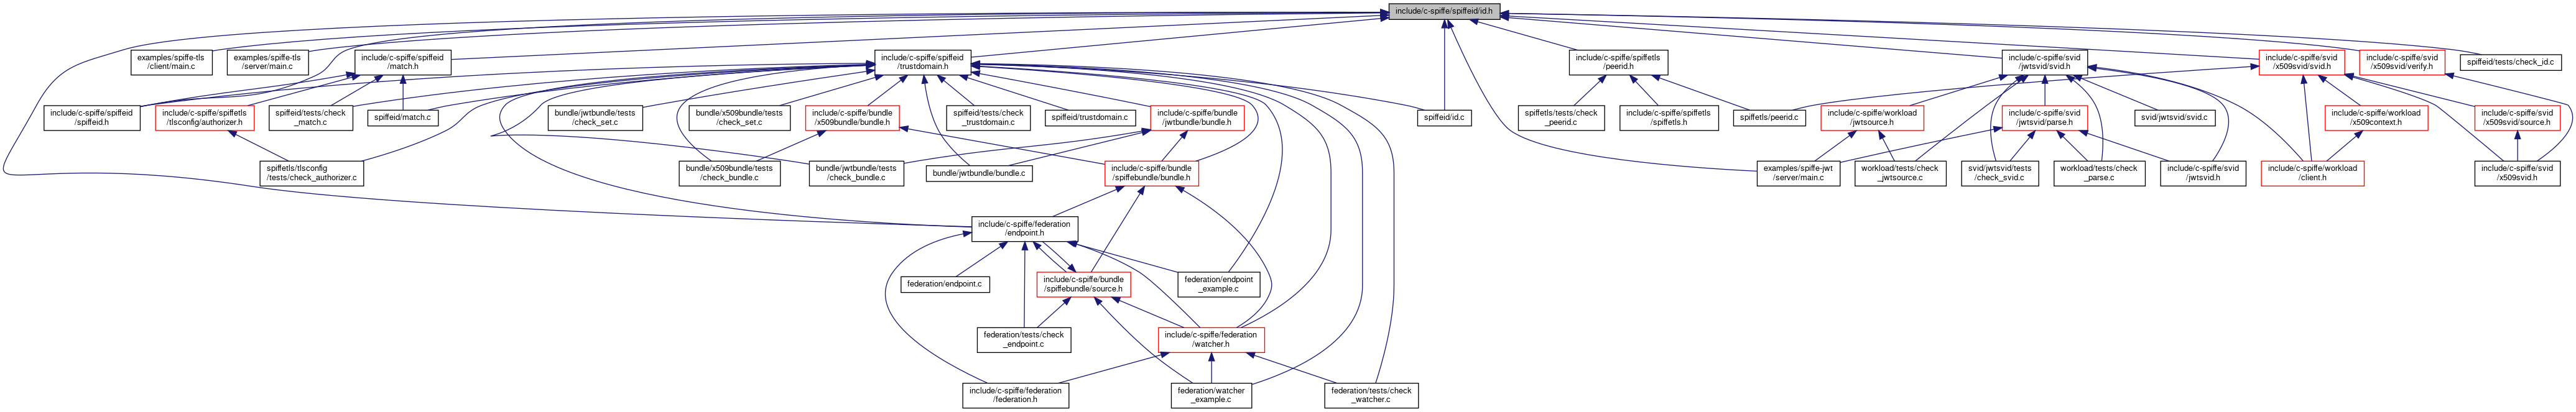 include/c-spiffe/spiffeid/id.h
examples/spiffe-tls
/client/main.c
examples/spiffe-tls
/server/main.c
include/c-spiffe/spiffeid
/match.h
include/c-spiffe/spiffeid
/trustdomain.h
include/c-spiffe/spiffetls
/peerid.h
include/c-spiffe/svid
/jwtsvid/svid.h
include/c-spiffe/svid
/x509svid/svid.h
include/c-spiffe/svid
/x509svid/verify.h
spiffeid/tests/check_id.c
include/c-spiffe/spiffeid
/spiffeid.h
include/c-spiffe/spiffetls
/tlsconfig/authorizer.h
spiffeid/tests/check
_match.c
spiffeid/match.c
bundle/jwtbundle/tests
/check_set.c
bundle/x509bundle/tests
/check_set.c
include/c-spiffe/bundle
/x509bundle/bundle.h
spiffeid/tests/check
_trustdomain.c
spiffeid/trustdomain.c
include/c-spiffe/bundle
/jwtbundle/bundle.h
spiffeid/id.c
spiffetls/tests/check
_peerid.c
include/c-spiffe/spiffetls
/spiffetls.h
spiffetls/peerid.c
include/c-spiffe/workload
/jwtsource.h
include/c-spiffe/svid
/jwtsvid/parse.h
svid/jwtsvid/svid.c
include/c-spiffe/workload
/x509context.h
include/c-spiffe/svid
/x509svid/source.h
spiffetls/tlsconfig
/tests/check_authorizer.c
bundle/x509bundle/tests
/check_bundle.c
bundle/jwtbundle/tests
/check_bundle.c
bundle/jwtbundle/bundle.c
include/c-spiffe/bundle
/spiffebundle/bundle.h
examples/spiffe-jwt
/server/main.c
workload/tests/check
_jwtsource.c
svid/jwtsvid/tests
/check_svid.c
workload/tests/check
_parse.c
include/c-spiffe/svid
/jwtsvid.h
include/c-spiffe/workload
/client.h
include/c-spiffe/svid
/x509svid.h
include/c-spiffe/federation
/endpoint.h
federation/endpoint.c
include/c-spiffe/bundle
/spiffebundle/source.h
federation/endpoint
_example.c
federation/tests/check
_endpoint.c
include/c-spiffe/federation
/watcher.h
include/c-spiffe/federation
/federation.h
federation/watcher
_example.c
federation/tests/check
_watcher.c